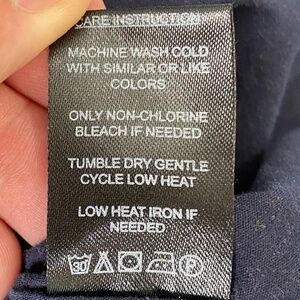 CARE INSTRUCTION
MACHINE WASH COLD
WITH SIMILAR OR LIKE
COLORS
ONLY NON-CHLORINE
BLEACH IF NEEDED
TUMBLE DRY GENTLE
CYCLE LOW HEAT
LOW HEAT IRON IF
NEEDED
30 P